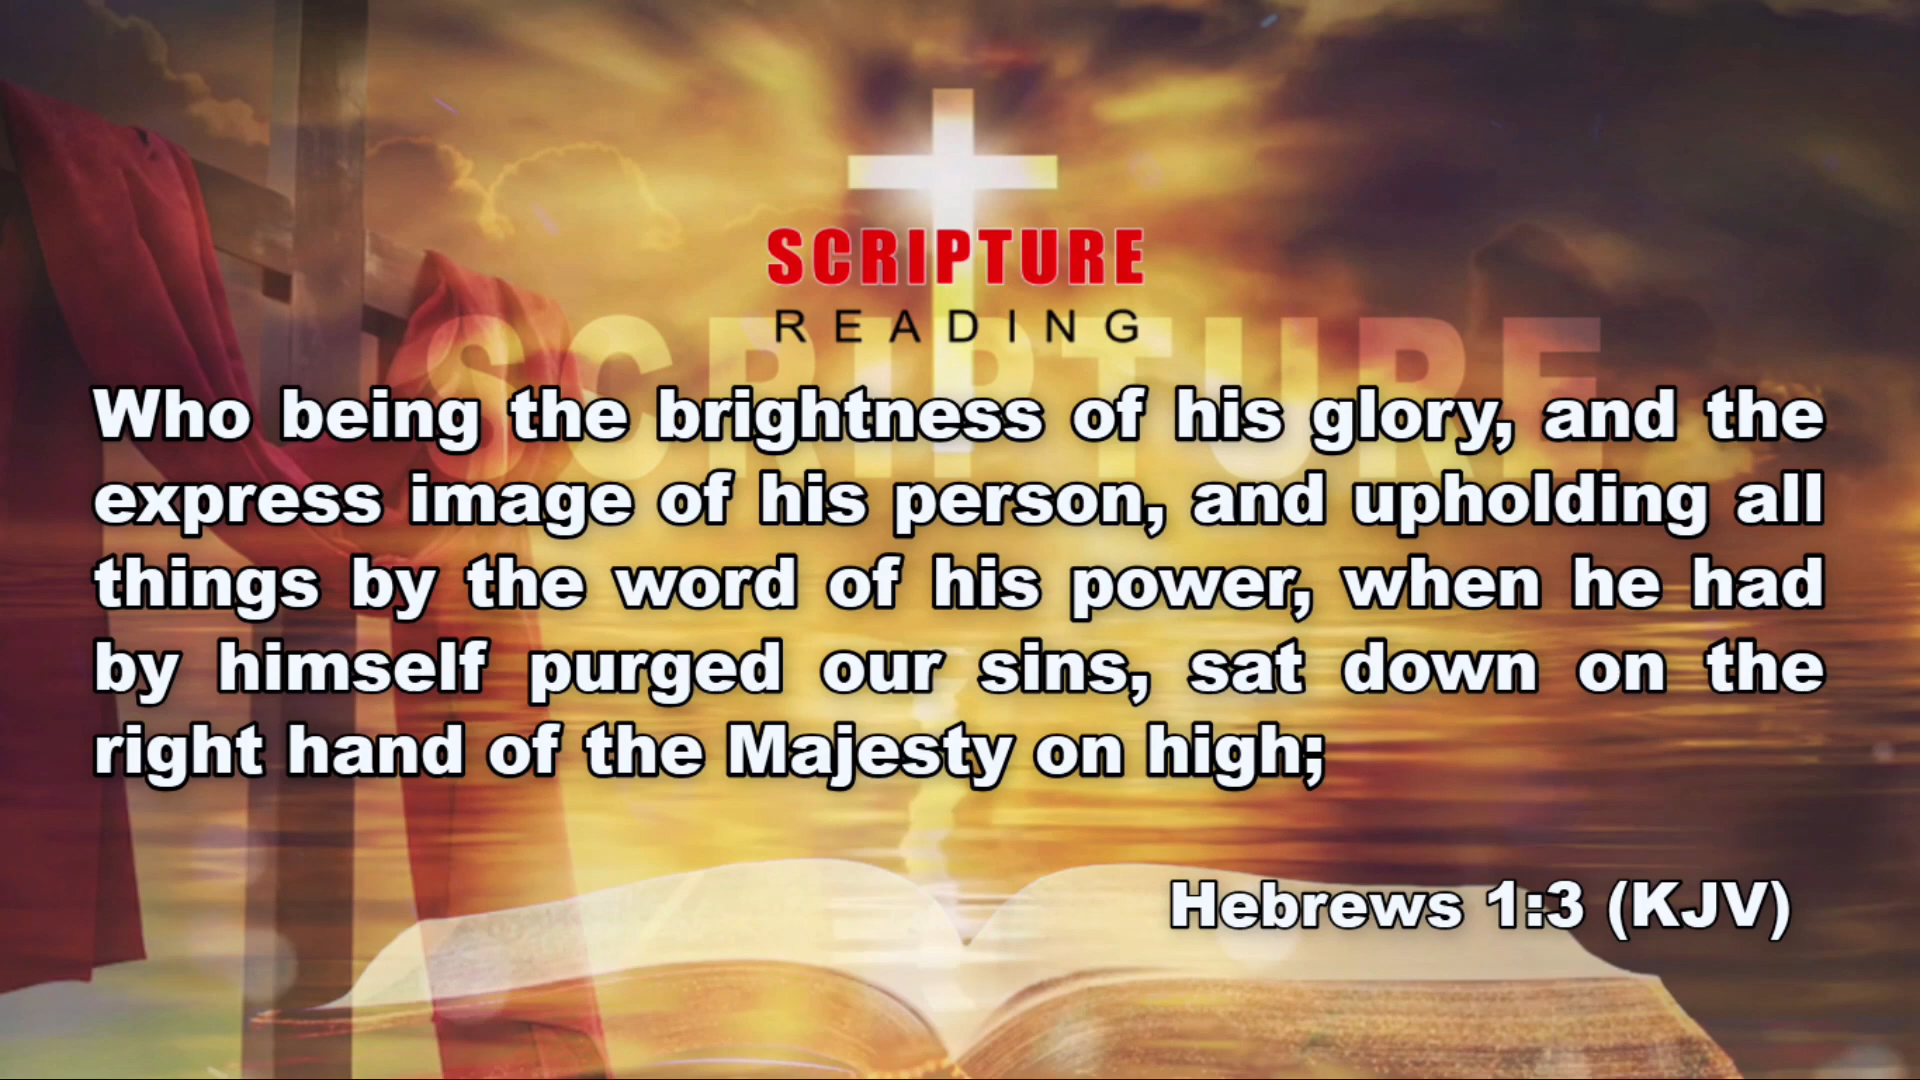 SCRIPTURE
READING
SCRIPTURE
Who being the brightness of his glory, and the
express image of his person, and upholding all
things by the word of his power, when he had
by himself purged our sins, sat down on the
right hand of the Majesty on high;
Hebrews 1:3 (KJV)